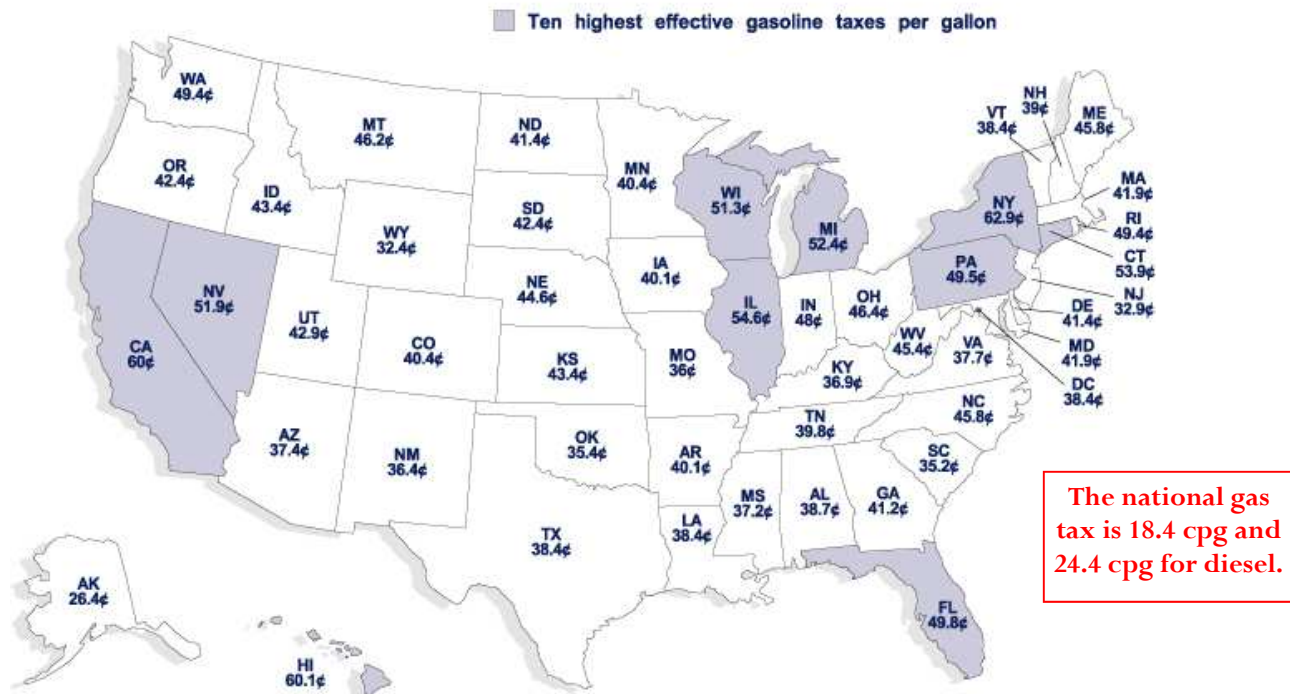 Ten highest effective gasoline taxes per gallon
WA
49.4¢
MT
46.2¢
ND
41.4¢
MN
40.4¢
OR
42.4¢
ID
43.4¢
WY
32.4¢
SD
42.4¢
WI
51.3¢
MI
52.4¢
NY
62.9¢
VT
38.4¢
NH
39¢
ME
45.8¢
MA
41.9¢
RI
49.4¢
CT
53.9¢
NJ
32.9¢
DE
41.4¢
MD
41.9¢
DC
38.4¢
PA
49.5¢
NV
51.9¢
CA
60¢
UT
42.9¢
CO
40.4¢
NE
44.6¢
IA
40.1¢
IL
54.6¢
IN
48¢
OH
46.4¢
WV
45.4¢
VA
37.7¢
KS
43.4¢
MO
36¢
KY
36.9¢
NC
45.8¢
TN
39.8¢
AZ
37.4¢
NM
36.4¢
OK
35.4¢
AR
40.1¢
SC
35.2¢
MS
37.2¢
AL
38.7¢
GA
41.2¢
TX
38.4¢
LA
38.4¢
FL
49.8¢
AK
26.4¢
HI
60.1¢
The national gas
tax is 18.4 cpg and
24.4 cpg for diesel.